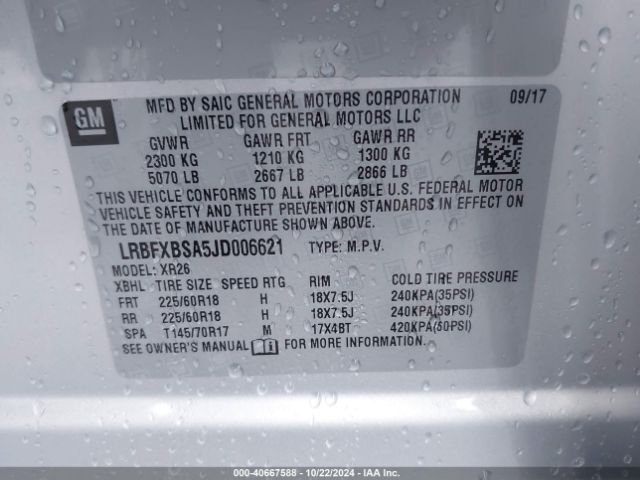 GM
MFD BY SAIC GENERAL MOTORS CORPORATION 09/17
LIMITED FOR GENERAL MOTORS LLC
GVWR GAWR FRT GAWR RR
2300 KG 1210 KG 1300 KG
5070 LB 2667 LB 2866 LB
THIS VEHICLE CONFORMS TO ALL APPLICABLE U.S. FEDERAL MOTOR
VEHICLE SAFETY AND THEFT PREVENTION STANDARDS IN EFFECT ON
THE DATE OF MANUFACTURE SHOWN ABOVE.
LRBFXBSA5JD006621 TYPE: M.P.V.
MODEL: XR26
XBHL TIRE SIZE SPEED RTG RIM COLD TIRE PRESSURE
FRT 225/60R18 H 18X7.5J 240KPA(35PSI)
RR 225/60R18 H 18X7.5J 240KPA(35PSI)
SPA T145/70R17 M 17X4BT 420KPA(60PSI)
SEE OWNER'S MANUAL FOR MORE INFORMATION.
000-40667588 - 10/22/2024 - IAA Inc.